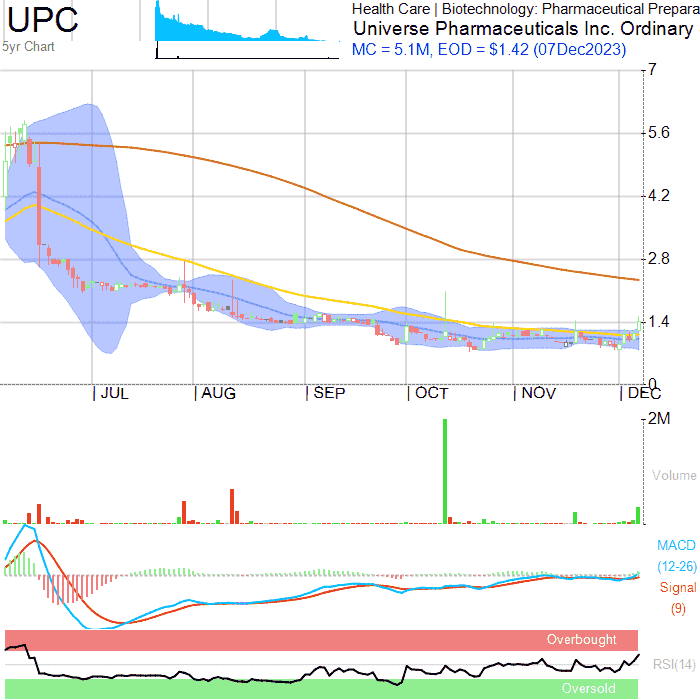 UPC
5yr Chart
Health Care | Biotechnology: Pharmaceutical Prepara
Universe Pharmaceuticals Inc. Ordinary
MC = 5.1M, EOD = $1.42 (07Dec2023)
7
5.6
4.2
2.8
1.4
0
JUL
AUG
SEP
OCT
NOV
DEC
2M
Volume
MACD
(12-26)
Signal
(9)
Overbought
RSI(14)
Oversold